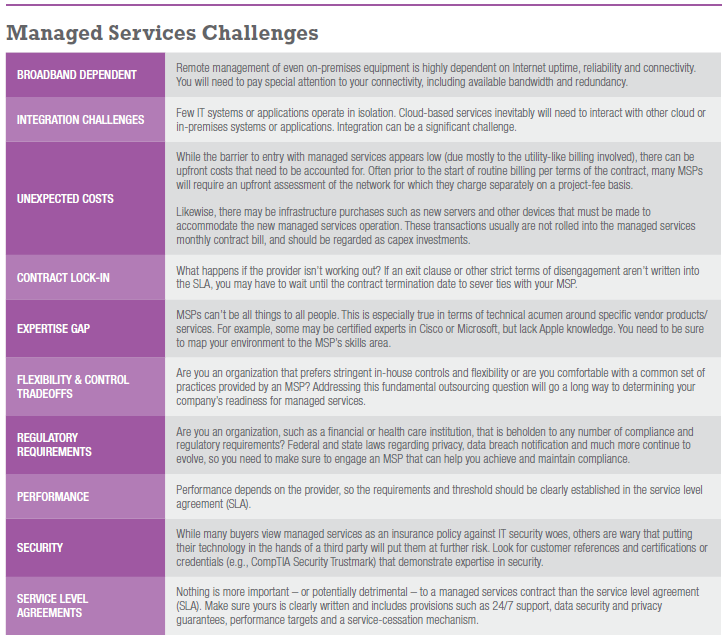 Managed Services Challenges
BROADBAND DEPENDENT
Remote management of even on-premises equipment is highly dependent on Internet uptime, reliability and connectivity.
You will need to pay special attention to your connectivity, including available bandwidth and redundancy.
INTEGRATION CHALLENGES
Few IT systems or applications operate in isolation. Cloud-based services inevitably will need to interact with other cloud or
in-premises systems or applications. Integration can be a significant challenge.
UNEXPECTED COSTS
While the barrier to entry with managed services appears low (due mostly to the utility-like billing involved), there can be
upfront costs that need to be accounted for. Often prior to the start of routine billing per terms of the contract, many MSPs
will require an upfront assessment of the network for which they charge separately on a project-fee basis.
Likewise, there may be infrastructure purchases such as new servers and other devices that must be made to
accommodate the new managed services operation. These transactions usually are not rolled into the managed services
monthly contract bill, and should be regarded as capex investments.
CONTRACT LOCK-IN
What happens if the provider isn't working out? If an exit clause or other strict terms of disengagement aren't written into
the SLA, you may have to wait until the contract termination date to sever ties with your MSP.
EXPERTISE GAP
MSPs can't be all things to all people. This is especially true in terms of technical acumen around specific vendor products/
services. For example, some may be certified experts in Cisco or Microsoft, but lack Apple knowledge. You need to be sure
to map your environment to the MSP's skills area.
FLEXIBILITY & CONTROL
TRADEOFFS
Are you an organization that prefers stringent in-house controls and flexibility or are you comfortable with a common set of
practices provided by an MSP? Addressing this fundamental outsourcing question will go a long way to determining your
company's readiness for managed services.
REGULATORY
REQUIREMENTS
Are you an organization, such as a financial or health care institution, that is beholden to any number of compliance and
regulatory requirements? Federal and state laws regarding privacy, data breach notification and much more continue to
evolve, so you need to make sure to engage an MSP that can help you achieve and maintain compliance.
PERFORMANCE
Performance depends on the provider, so the requirements and threshold should be clearly established in the service level
agreement (SLA).
SECURITY
While many buyers view managed services as an insurance policy against IT security woes, others are wary that putting
their technology in the hands of a third party will put them at further risk. Look for customer references and certifications or
credentials (e.g., CompTIA Security Trustmark) that demonstrate expertise in security.
SERVICE LEVEL
AGREEMENTS
Nothing is more important – or potentially detrimental – to a managed services contract than the service level agreement
(SLA). Make sure yours is clearly written and includes provisions such as 24/7 support, data security and privacy
guarantees, performance targets and a service-cessation mechanism.